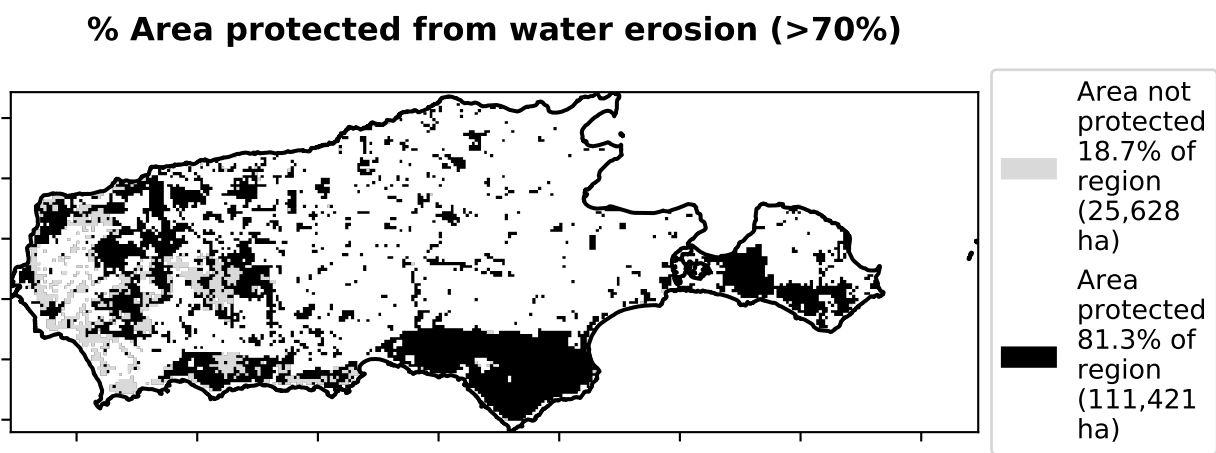 % Area protected from water erosion (>70%)
Area not
protected
18.7% of
region
(25,628
ha)
Area
protected
81.3% of
region
(111,421
ha)